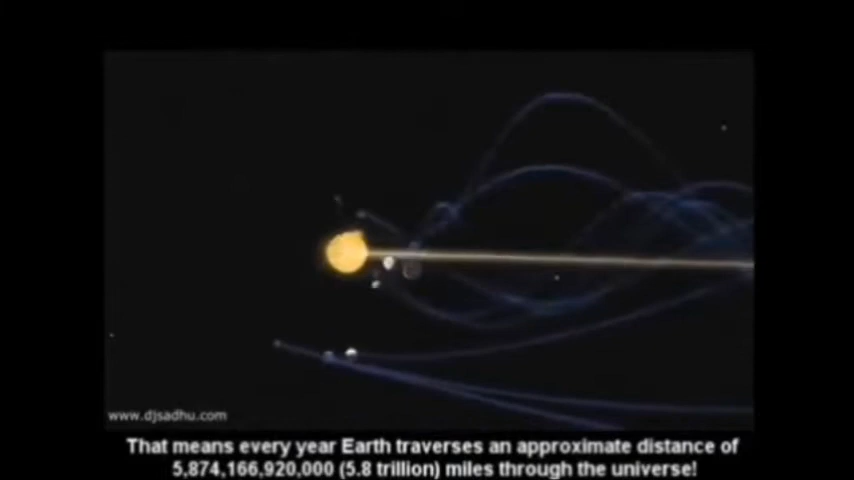 www.djsadhu.com
That means every year Earth traverses an approximate distance of
5,874,166,920,000 (5.8 trillion) miles through the universe!